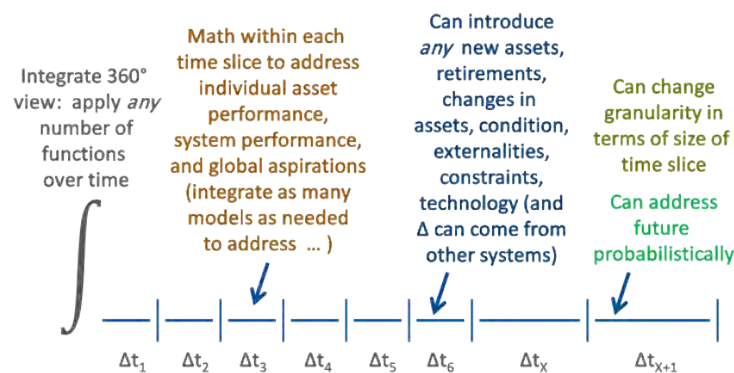 Integrate 360°
view:  apply any
number of
functions
over time
Math within each
time slice to address
individual asset
performance,
system performance,
and global aspirations
(integrate as many
models as needed
to address  ... )
Can introduce
any new assets,
retirements,
changes in
assets, condition,
externalities,
constraints,
technology (and
Δ can come from
other systems)
Can change
granularity in
terms of size of
time slice
Can address
future
probabilistically
∫
Δt₁ Δt₂ Δt₃ Δt₄ Δt₅ Δt₆ Δtₓ Δtₓ₊₁